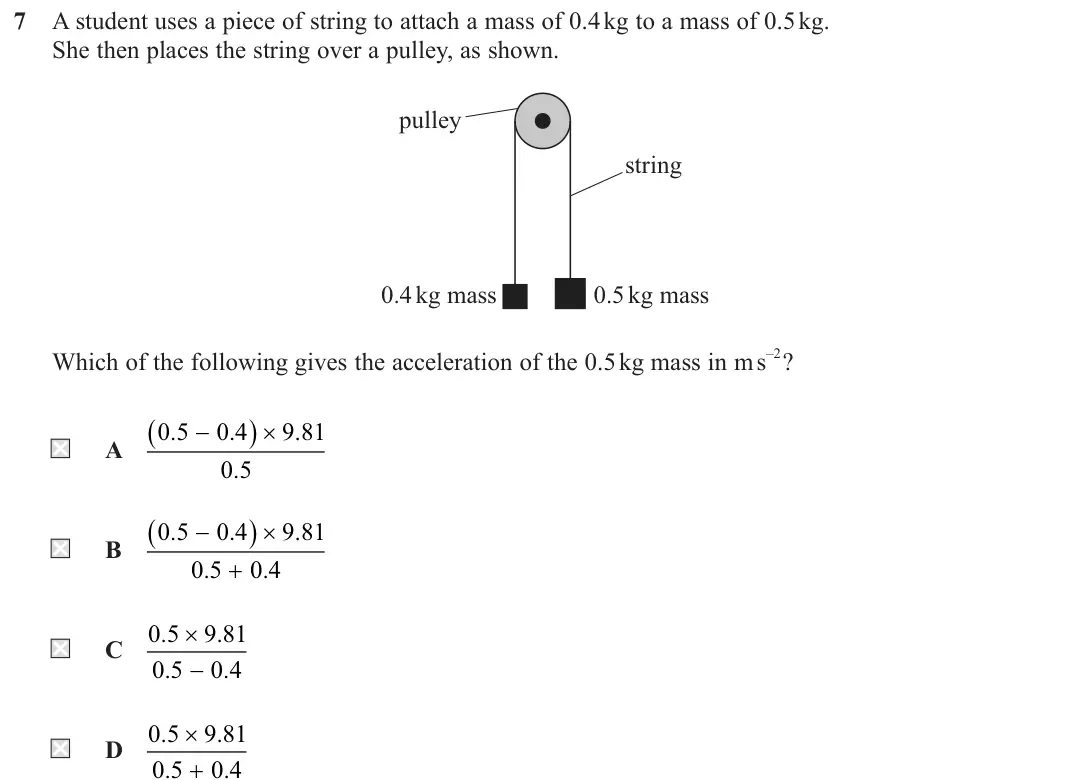 7 A student uses a piece of string to attach a mass of 0.4 kg to a mass of 0.5 kg.
She then places the string over a pulley, as shown.
pulley
string
0.4 kg mass
0.5 kg mass
Which of the following gives the acceleration of the 0.5 kg mass in m s⁻²?
A (0.5 – 0.4) × 9.81
0.5
B (0.5 – 0.4) × 9.81
0.5 + 0.4
C 0.5 × 9.81
0.5 – 0.4
D 0.5 × 9.81
0.5 + 0.4